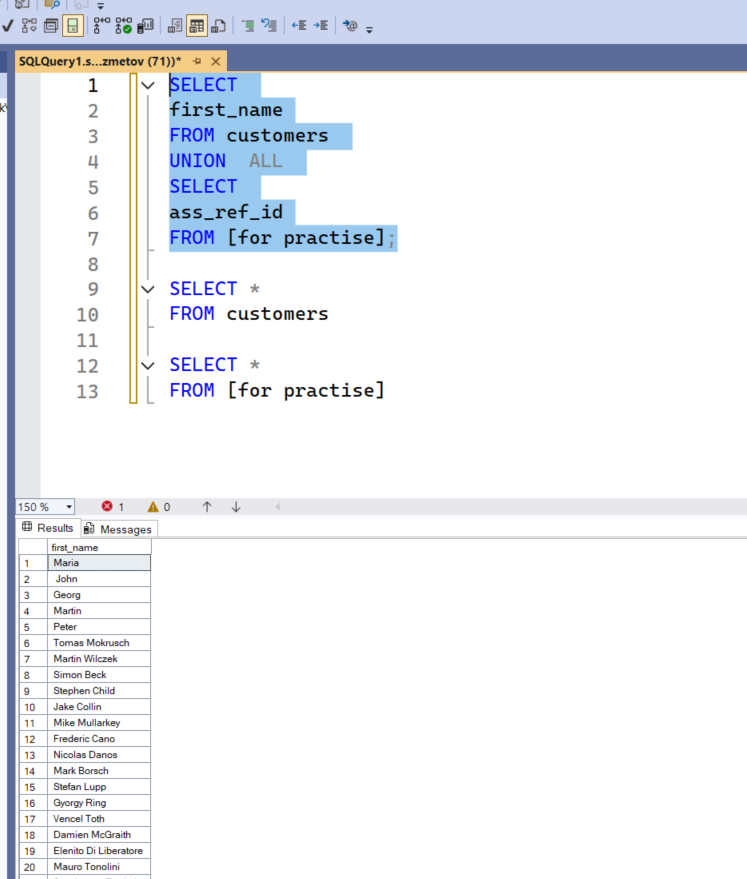 SQLQuery1.s...zmetov (71))*
1 SELECT
2 first_name
3 FROM customers
4 UNION  ALL
5 SELECT
6 ass_ref_id
7 FROM [for practise];
8
9 SELECT *
10 FROM customers
11
12 SELECT *
13 FROM [for practise]
150 % 1 0
Results Messages
first_name
1 Maria
2 John
3 Georg
4 Martin
5 Peter
6 Tomas Mokrusch
7 Martin Wilczek
8 Simon Beck
9 Stephen Child
10 Jake Collin
11 Mike Mullarkey
12 Frederic Cano
13 Nicolas Danos
14 Mark Borsch
15 Stefan Lupp
16 Gyorgy Ring
17 Vencel Toth
18 Damien McGraith
19 Elenito Di Liberatore
20 Mauro Tonolini